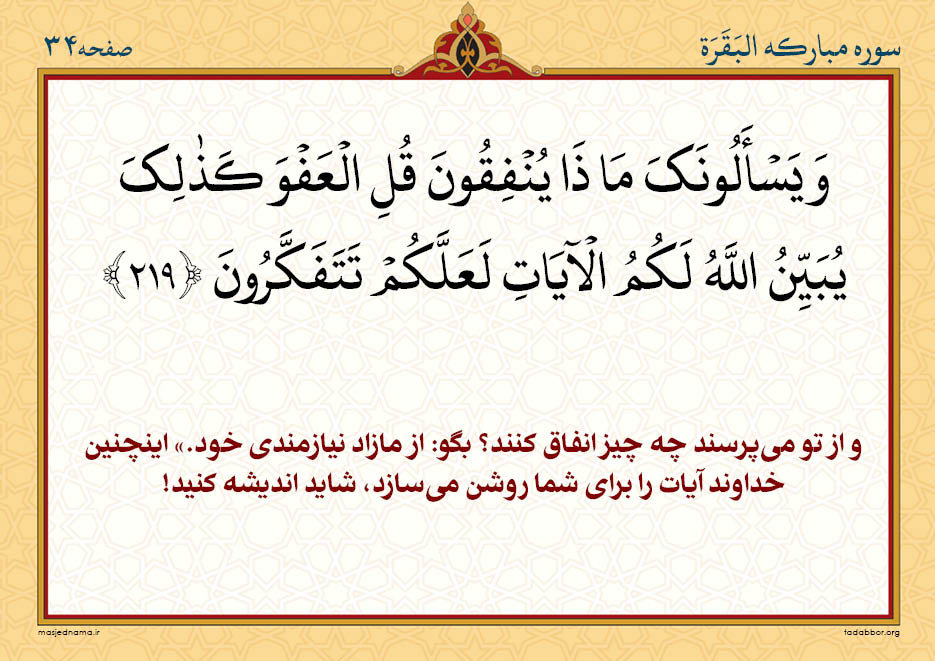 سوره مبارکه البَقَرَة
صفحه۳۴
وَ يَسْأَلُونَکَ مَا ذَا يُنْفِقُونَ قُلِ الْعَفْوَ کَذٰلِکَ
يُبَيِّنُ اللَّهُ لَکُمُ الْآيَاتِ لَعَلَّکُمْ تَتَفَکَّرُونَ ﴿۲۱۹﴾
و از تو می‌پرسند چه چیز انفاق کنند؟ بگو: از مازاد نیازمندی خود.» اینچنین
خداوند آیات را برای شما روشن می‌سازد، شاید اندیشه کنید!
masjednama.ir
tadabbor.org